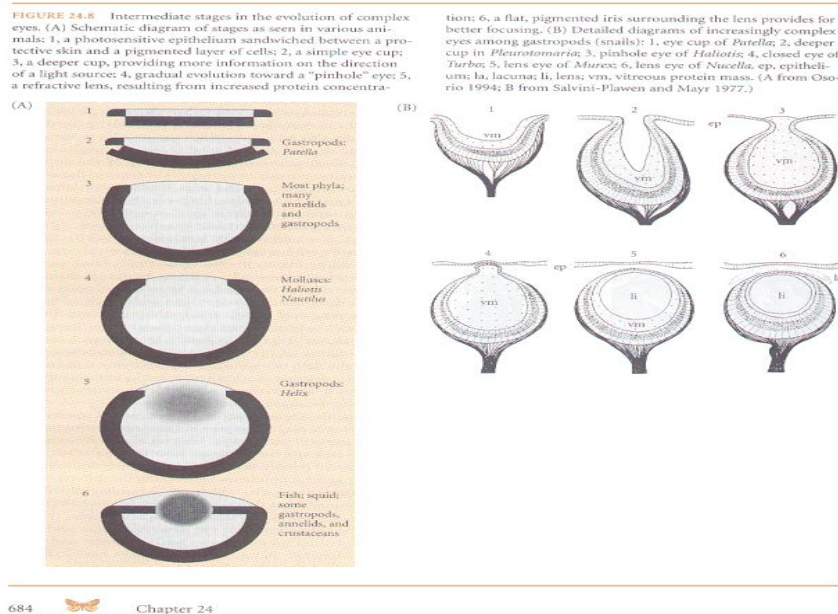 FIGURE 24.8 Intermediate stages in the evolution of complex
eyes. (A) Schematic diagram of stages as seen in various ani-
mals: 1, a photosensitive epithelium sandwiched between a pro-
tective skin and a pigmented layer of cells; 2, a simple eye cup;
3, a deeper cup, providing more information on the direction
of a light source; 4, gradual evolution toward a "pinhole" eye; 5,
a refractive lens, resulting from increased protein concentra-
tion; 6, a flat, pigmented iris surrounding the lens provides for
better focusing. (B) Detailed diagrams of increasingly complex
eyes among gastropods (snails): 1, eye cup of Patella; 2, deeper
cup in Pleurotomaria; 3, pinhole eye of Haliotis; 4, closed eye of
Turbo; 5, lens eye of Murex; 6, lens eye of Nucella. ep, epitheli-
um; la, lacuna; li, lens; vm, vitreous protein mass. (A from Oso-
rio 1994; B from Salvini-Plawen and Mayr 1977.)
(A)
1
2
Gastropods:
Patella
3
Most phyla;
many
annelids
and
gastropods
4
Molluscs:
Haliotis
Nautilus
5
Gastropods:
Helix
6
Fish; squid;
some
gastropods,
annelids, and
crustaceans
(B)
1
2
3
vm
vm
ep
vm
4
5
6
vm
ep
li
vm
li
684
Chapter 24